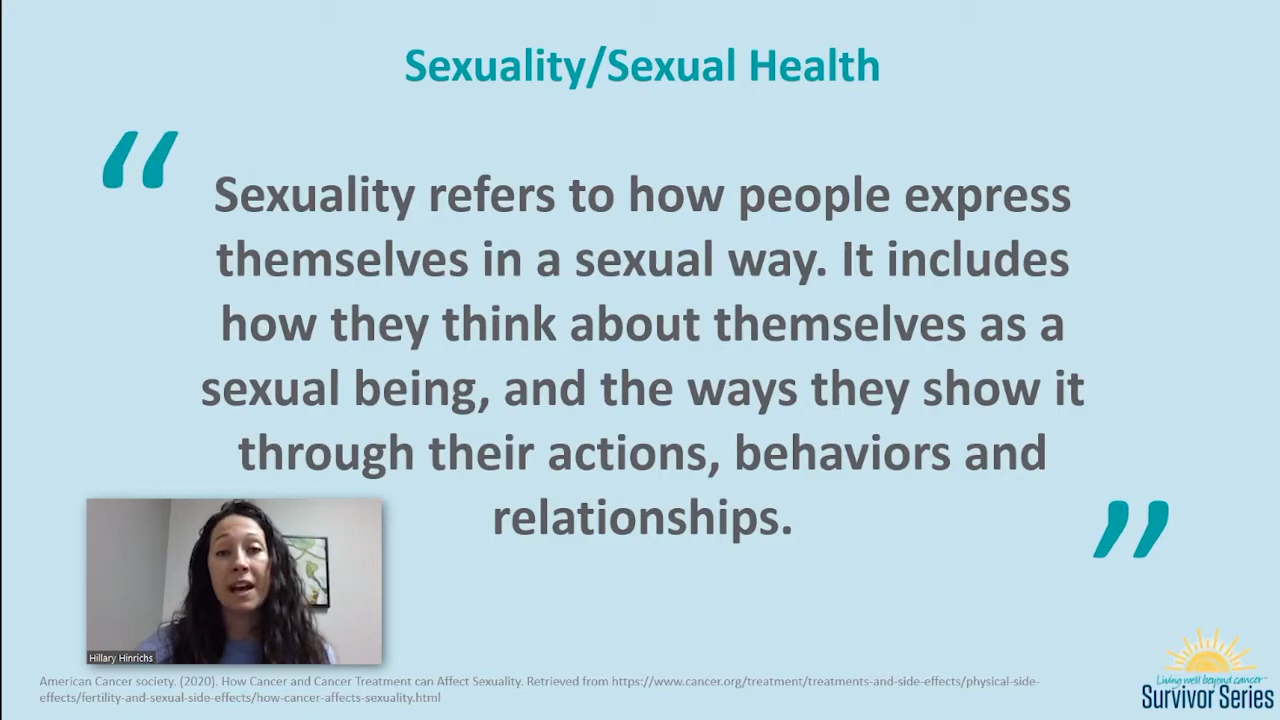 Sexuality/Sexual Health
“
Sexuality refers to how people express
themselves in a sexual way. It includes
how they think about themselves as a
sexual being, and the ways they show it
through their actions, behaviors and
relationships.
”
Hillary Hinrichs
American Cancer society. (2020). How Cancer and Cancer Treatment can Affect Sexuality. Retrieved from https://www.cancer.org/treatment/treatments-and-side-effects/physical-side-
effects/fertility-and-sexual-side-effects/how-cancer-affects-sexuality.html
Living well beyond cancer
Survivor Series